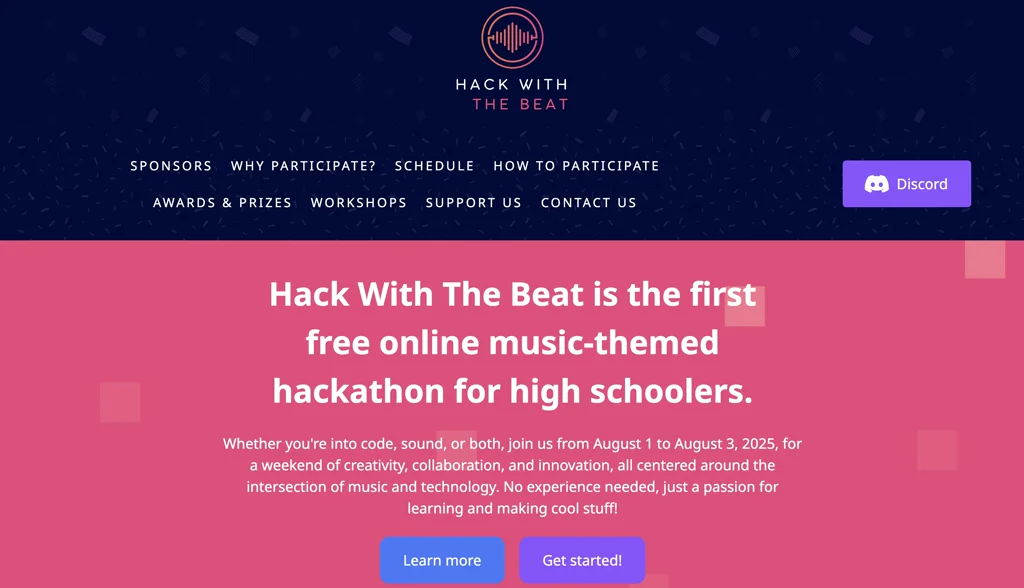 HACK WITH
THE BEAT
SPONSORS WHY PARTICIPATE? SCHEDULE HOW TO PARTICIPATE
AWARDS & PRIZES WORKSHOPS SUPPORT US CONTACT US
Discord
Hack With The Beat is the first
free online music-themed
hackathon for high schoolers.
Whether you're into code, sound, or both, join us from August 1 to August 3, 2025, for
a weekend of creativity, collaboration, and innovation, all centered around the
intersection of music and technology. No experience needed, just a passion for
learning and making cool stuff!
Learn more Get started!